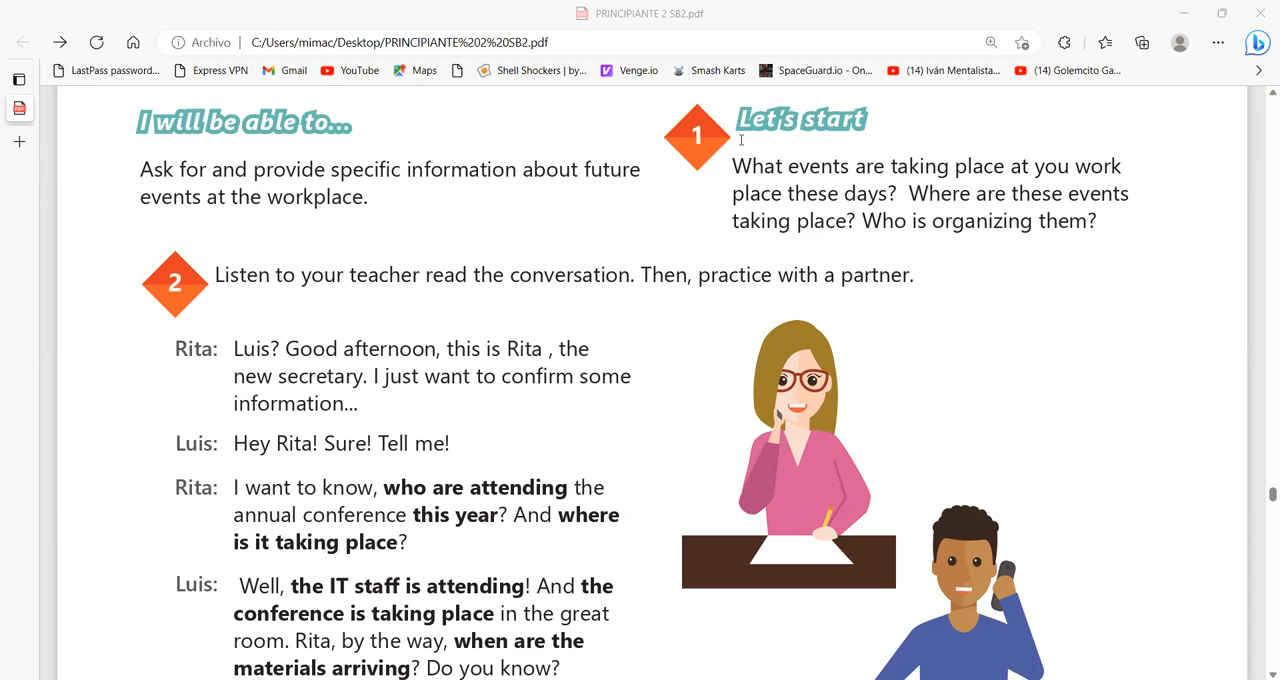 PRINCIPIANTE 2 SB2.pdf
Archivo | C:/Users/mimac/Desktop/PRINCIPIANTE%202%20SB2.pdf
LastPass password... Express VPN Gmail YouTube Maps Shell Shockers | by... Venge.io Smash Karts SpaceGuard.io - On... (14) Iván Mentalista... (14) Golemcito Ga...
I will be able to...
Ask for and provide specific information about future
events at the workplace.
1 Let's start
What events are taking place at you work
place these days? Where are these events
taking place? Who is organizing them?
2 Listen to your teacher read the conversation. Then, practice with a partner.
Rita: Luis? Good afternoon, this is Rita , the
new secretary. I just want to confirm some
information...
Luis: Hey Rita! Sure! Tell me!
Rita: I want to know, who are attending the
annual conference this year? And where
is it taking place?
Luis: Well, the IT staff is attending! And the
conference is taking place in the great
room. Rita, by the way, when are the
materials arriving? Do you know?